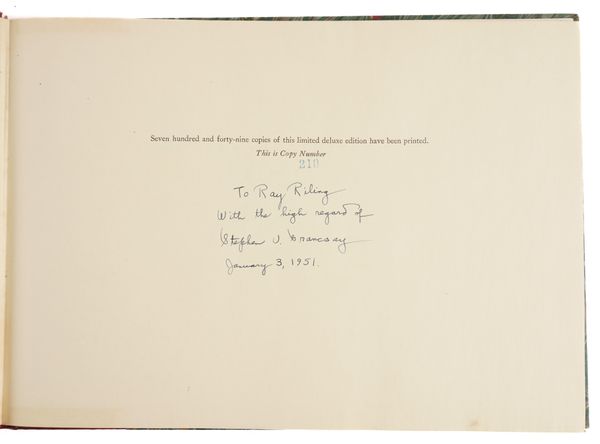 Seven hundred and forty-nine copies of this limited deluxe edition have been printed.
This is Copy Number
210
To Ray Riling
With the high regard of
Stephen V. Grancsay
January 3, 1951.